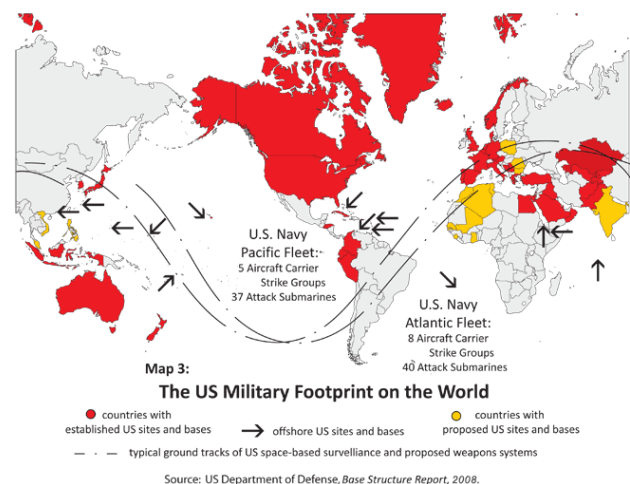 U.S. Navy
Pacific Fleet:
5 Aircraft Carrier
Strike Groups
37 Attack Submarines
U.S. Navy
Atlantic Fleet:
8 Aircraft Carrier
Strike Groups
40 Attack Submarines
Map 3:
The US Military Footprint on the World
countries with
established US sites and bases
offshore US sites and bases
countries with
proposed US sites and bases
typical ground tracks of US space-based survelliance and proposed weapons systems
Source: US Department of Defense, Base Structure Report, 2008.